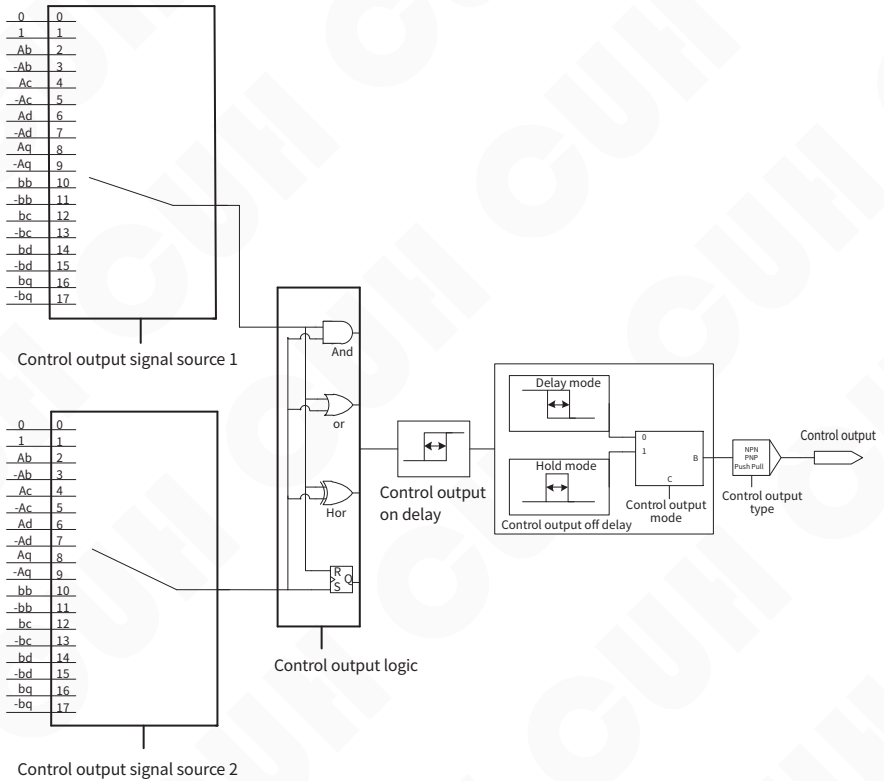 0 0
1 1
Ab 2
-Ab 3
Ac 4
-Ac 5
Ad 6
-Ad 7
Aq 8
-Aq 9
bb 10
-bb 11
bc 12
-bc 13
bd 14
-bd 15
bq 16
-bq 17
Control output signal source 1
0 0
1 1
Ab 2
-Ab 3
Ac 4
-Ac 5
Ad 6
-Ad 7
Aq 8
-Aq 9
bb 10
-bb 11
bc 12
-bc 13
bd 14
-bd 15
bq 16
-bq 17
Control output signal source 2
And
or
Hor
R
S
Q
Control output logic
Control output
on delay
Delay mode
Hold mode
Control output off delay
0
1
B
C
Control output
mode
NPN
PNP
Push Pull
Control output
type
Control output
CUH
CUH
CUH
CUH
CUH
CUH